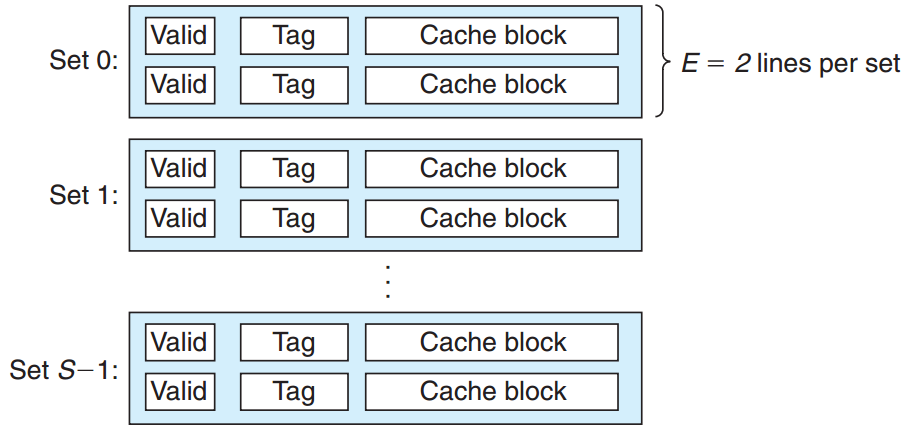 Valid Tag Cache block
Set 0: E = 2 lines per set
Valid Tag Cache block
Valid Tag Cache block
Set 1:
Valid Tag Cache block
Valid Tag Cache block
Set S−1:
Valid Tag Cache block